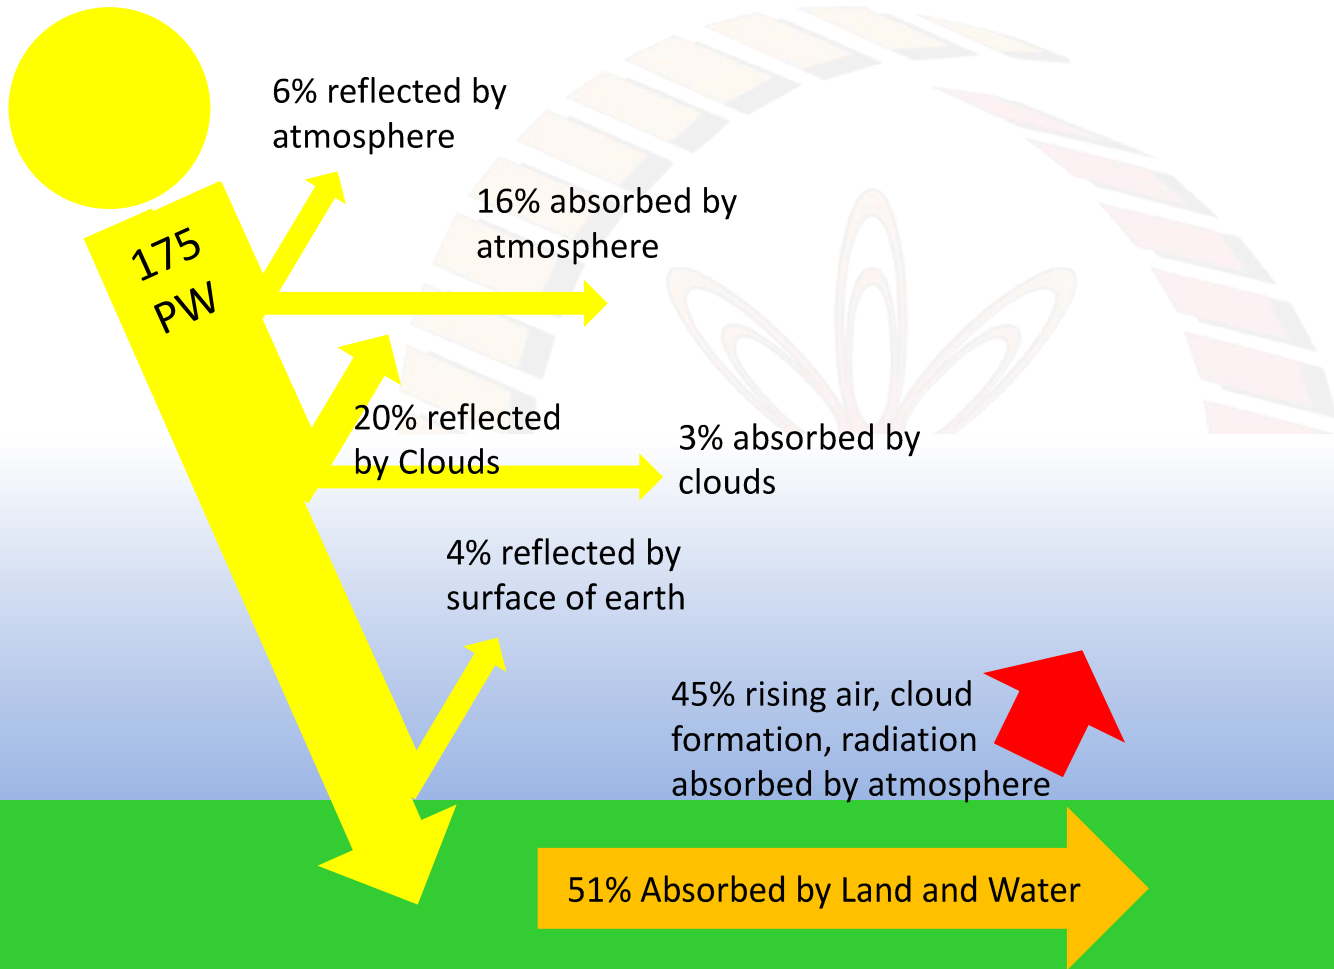 6% reflected by
atmosphere
16% absorbed by
atmosphere
175
PW
20% reflected
by Clouds
3% absorbed by
clouds
4% reflected by
surface of earth
45% rising air, cloud
formation, radiation
absorbed by atmosphere
51% Absorbed by Land and Water